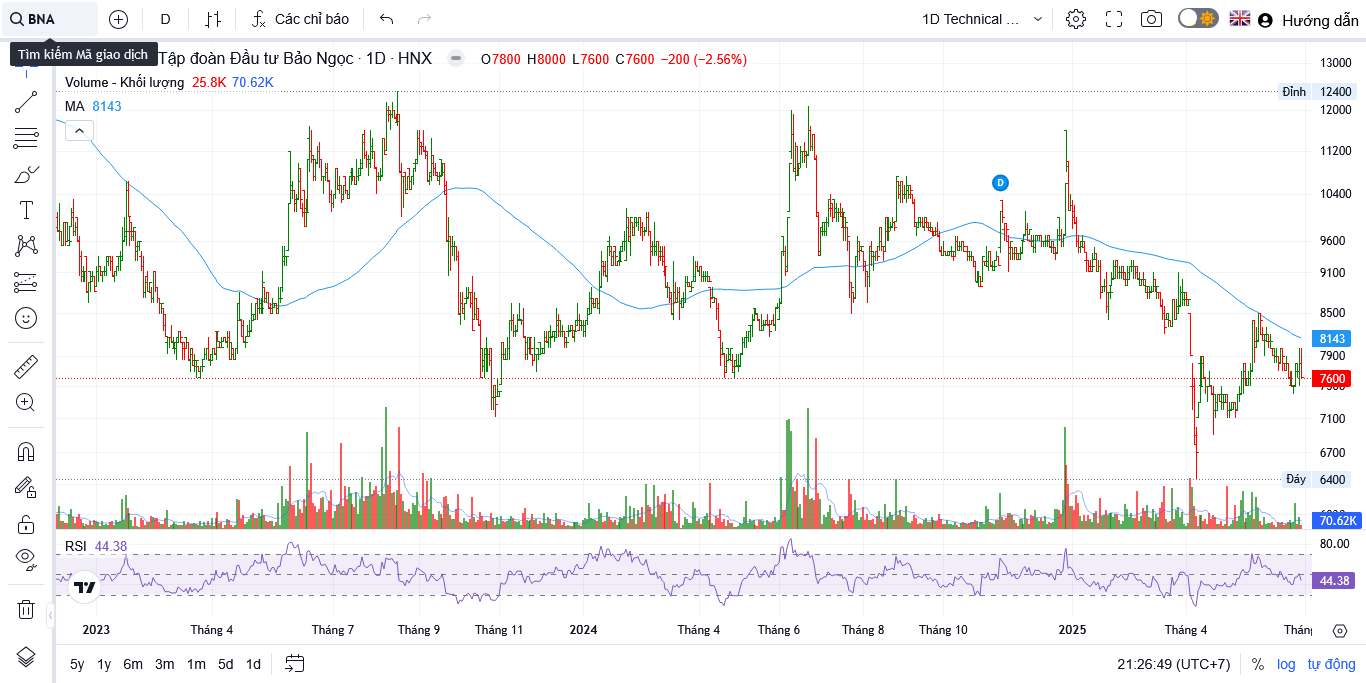 BNA D Các chỉ báo 1D Technical ... Hướng dẫn
Tìm kiếm Mã giao dịch
Tập đoàn Đầu tư Bảo Ngọc · 1D · HNX O7800 H8000 L7600 C7600 −200 (−2.56%)
Volume - Khối lượng 25.8K 70.62K
MA 8143
D
13000
Đỉnh 12400
12000
11200
10400
9600
9100
8500
8143
7900
7600
7100
6700
Đáy 6400
70.62K
RSI 44.38
80.00
44.38
2023 Tháng 4 Tháng 7 Tháng 9 Tháng 11 2024 Tháng 4 Tháng 6 Tháng 8 Tháng 10 2025 Tháng 4 Tháng
5y 1y 6m 3m 1m 5d 1d 21:26:49 (UTC+7) % log tự động